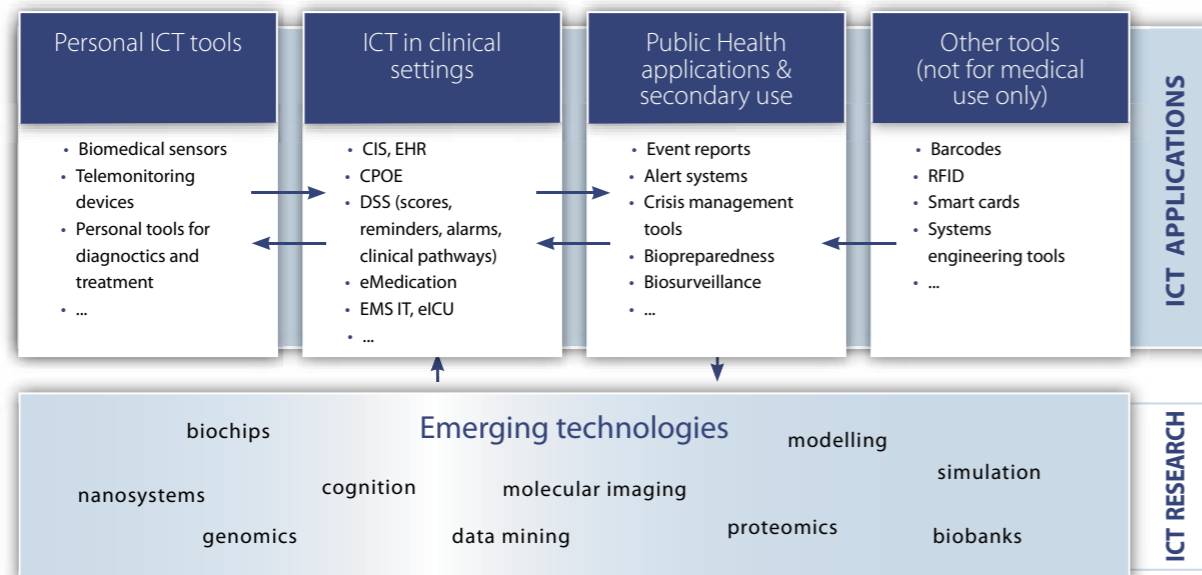 Personal ICT tools
• Biomedical sensors
• Telemonitoring
devices
• Personal tools for
diagnoctics and
treatment
• ...
ICT in clinical
settings
• CIS, EHR
• CPOE
• DSS (scores,
reminders, alarms,
clinical pathways)
• eMedication
• EMS IT, eICU
• ...
Public Health
applications &
secondary use
• Event reports
• Alert systems
• Crisis management
tools
• Biopreparedness
• Biosurveillance
• ...
Other tools
(not for medical
use only)
• Barcodes
• RFID
• Smart cards
• Systems
engineering tools
• ...
ICT APPLICATIONS
Emerging technologies
biochips
modelling
simulation
nanosystems
cognition
molecular imaging
genomics
data mining
proteomics
biobanks
ICT RESEARCH